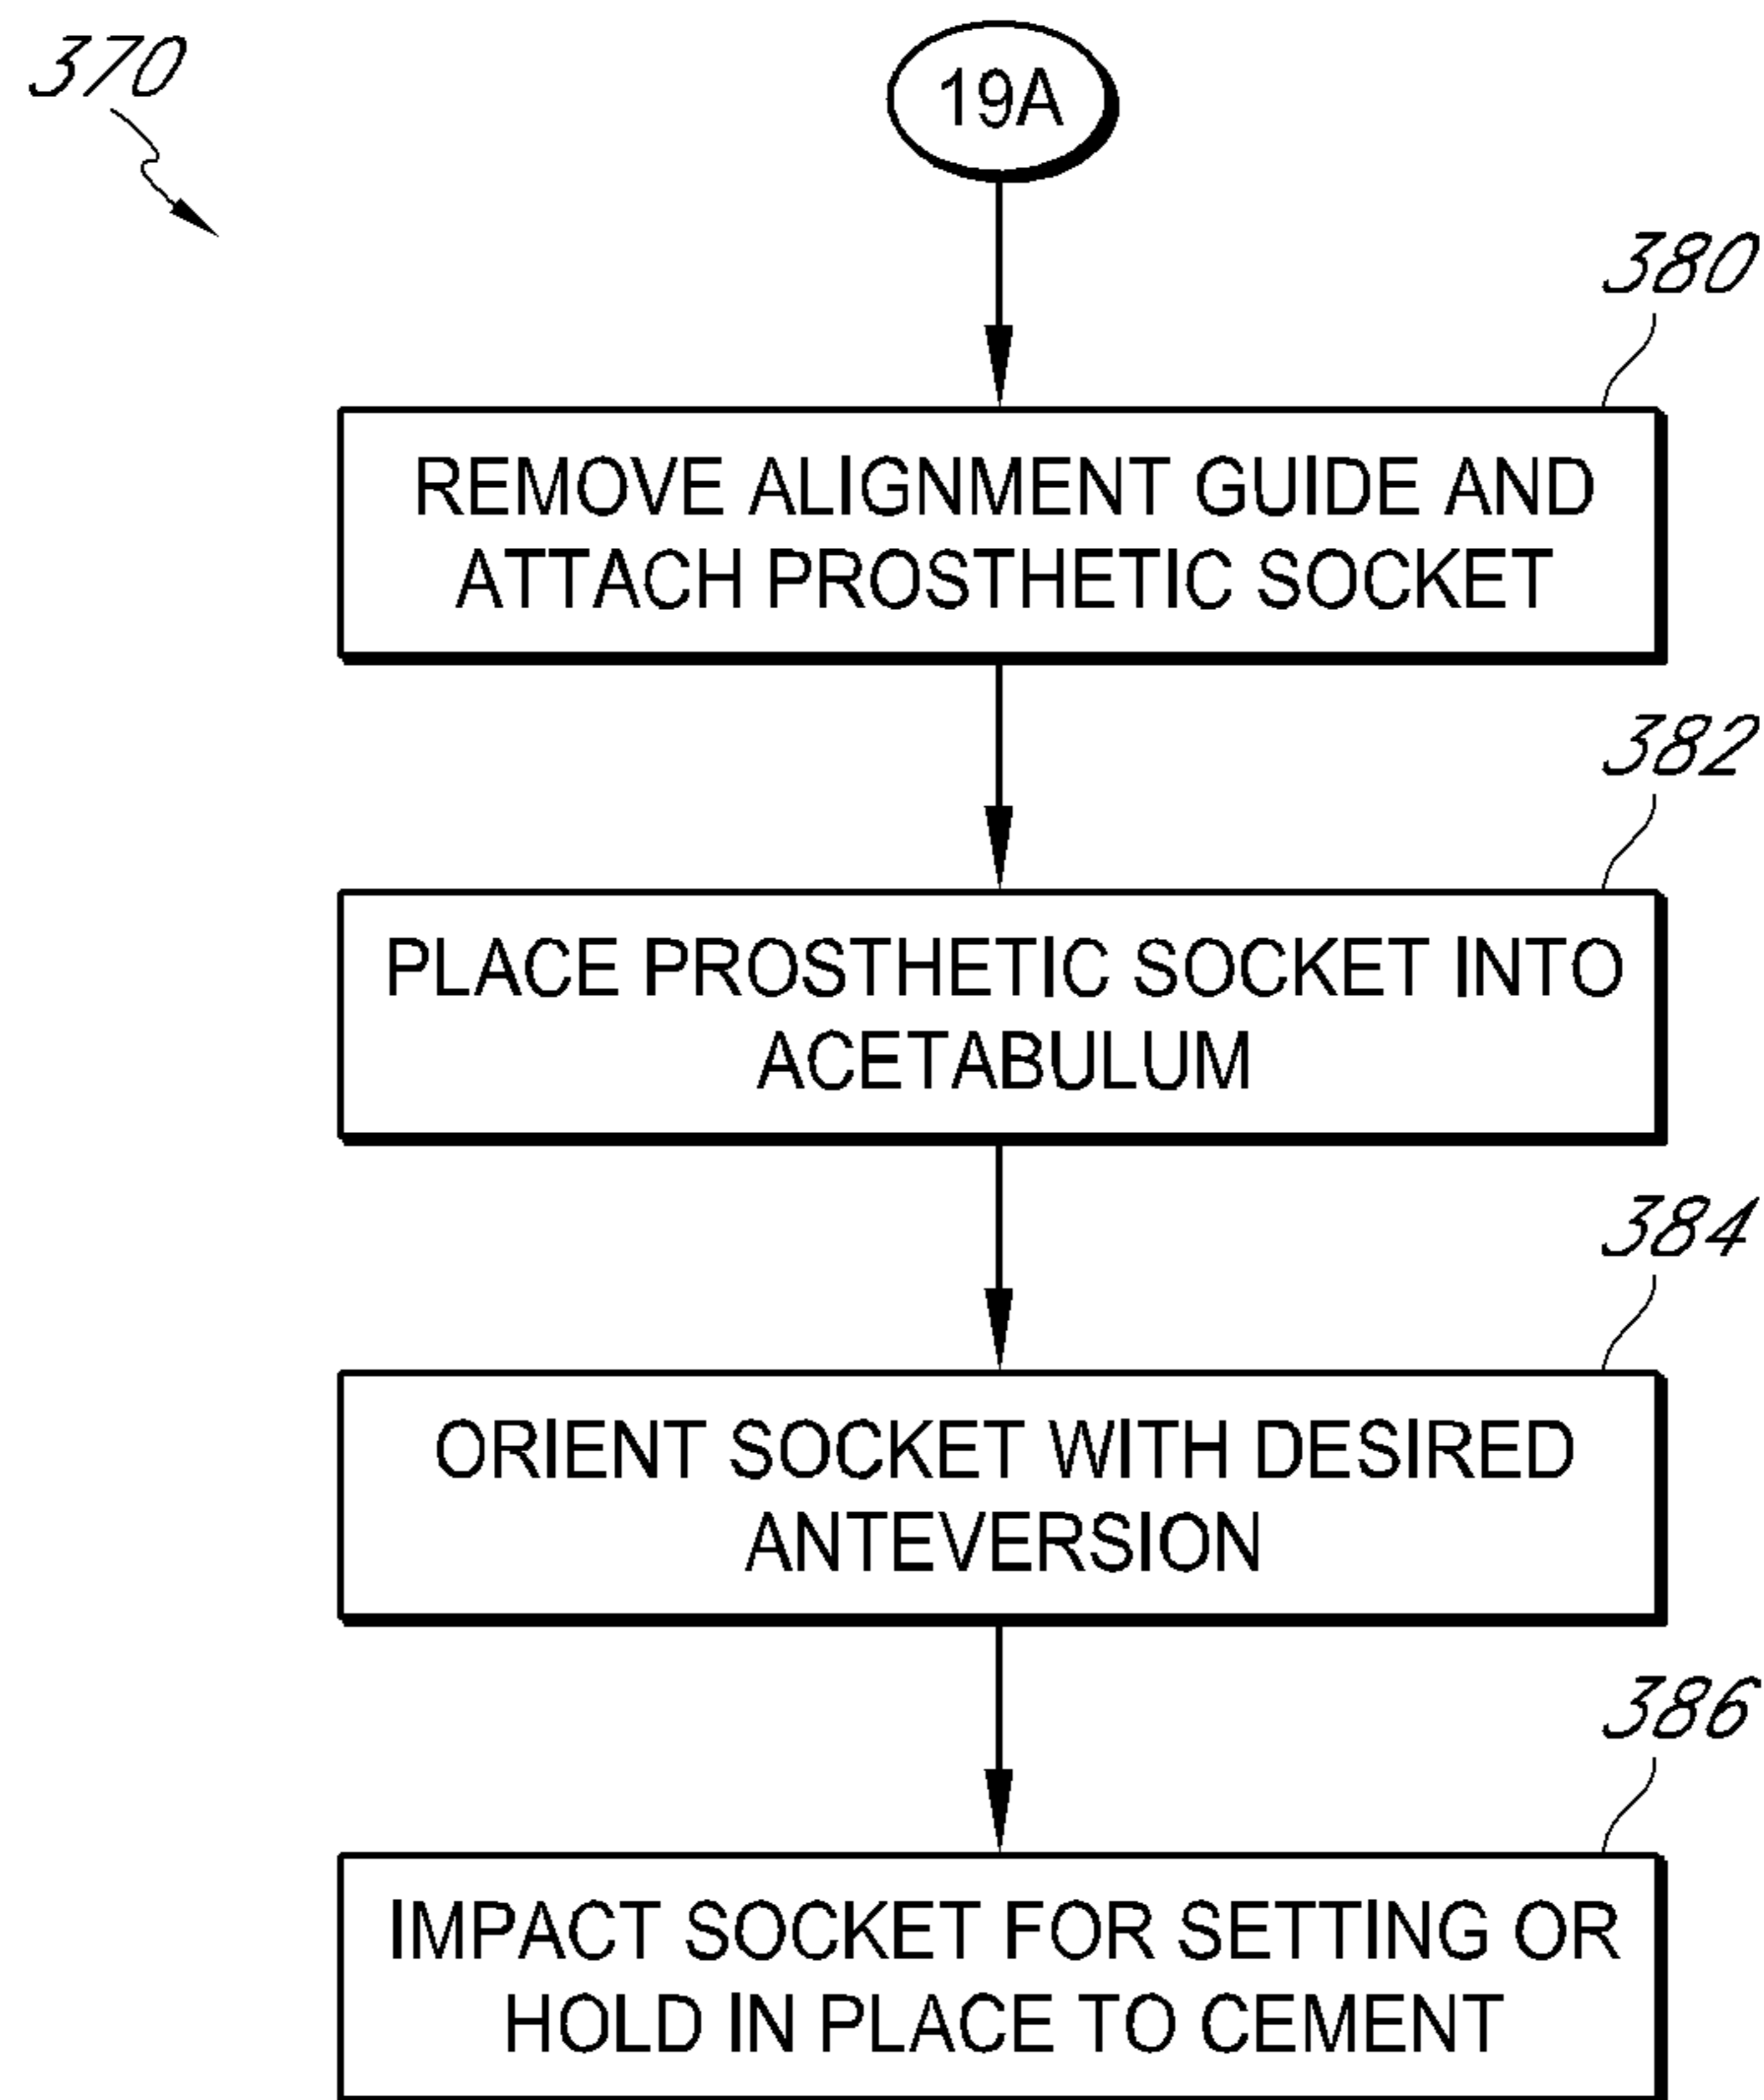 370
19A
380
REMOVE ALIGNMENT GUIDE AND
ATTACH PROSTHETIC SOCKET
382
PLACE PROSTHETIC SOCKET INTO
ACETABULUM
384
ORIENT SOCKET WITH DESIRED
ANTEVERSION
386
IMPACT SOCKET FOR SETTING OR
HOLD IN PLACE TO CEMENT